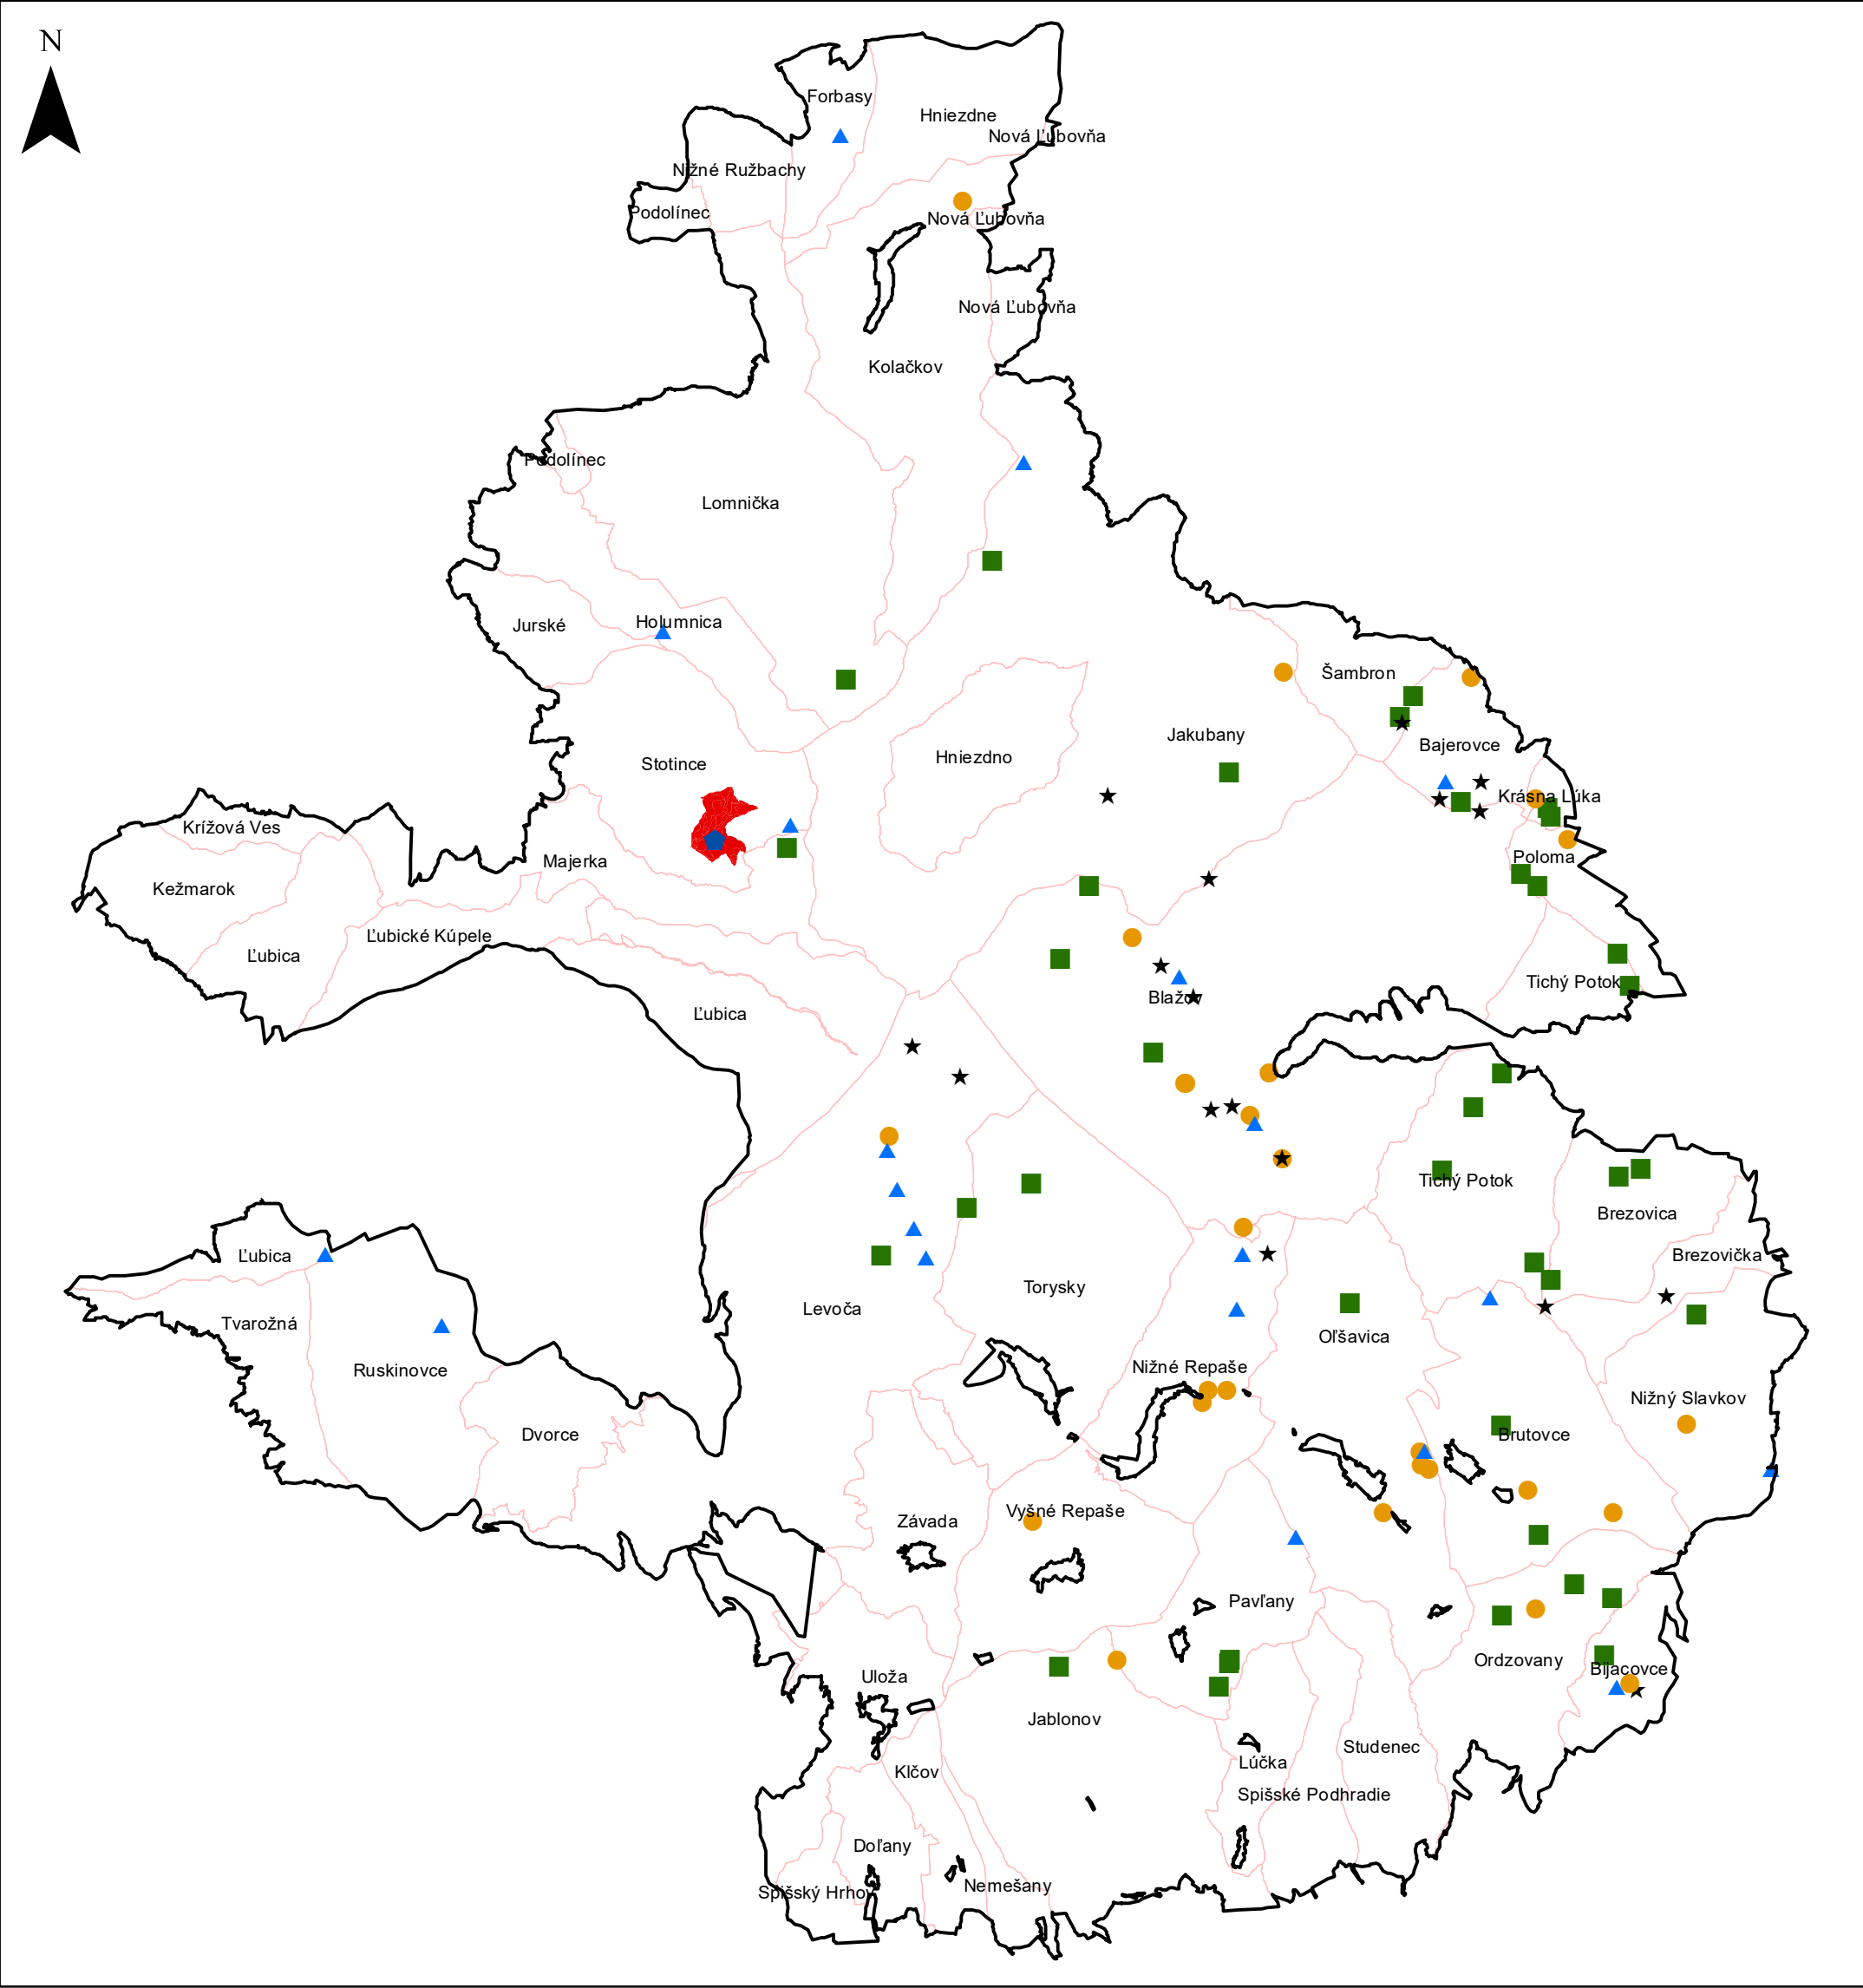 N
Forbasy
Hniezdne
Nová Ľubovňa
Nižné Ružbachy
Podolínec
Nová Ľubovňa
Nová Ľubovňa
Kolačkov
Podolínec
Lomnička
Jurské
Holumnica
Šambron
Jakubany
Bajerovce
Hniezdno
Stotince
Krásna Lúka
Krížová Ves
Majerka
Poloma
Kežmarok
Ľubické Kúpele
Ľubica
Tichý Potok
Blažov
Ľubica
Tichý Potok
Brezovica
Ľubica
Brezovička
Torysky
Levoča
Tvarožná
Oľšavica
Nižné Repaše
Ruskinovce
Nižný Slavkov
Dvorce
Brutovce
Vyšné Repaše
Závada
Pavľany
Ordzovany
Bijacovce
Uloža
Jablonov
Studenec
Lúčka
Klčov
Spišské Podhradie
Doľany
Nemešany
Spišský Hrhov